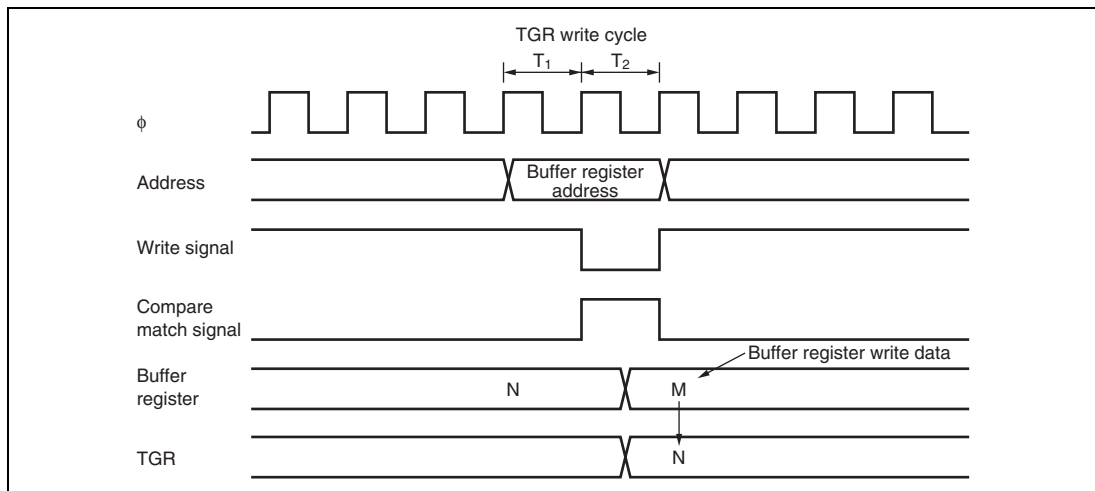 TGR write cycle
T1 T2
ϕ
Address
Buffer register
address
Write signal
Compare
match signal
Buffer register write data
Buffer
register
N
M
TGR
N